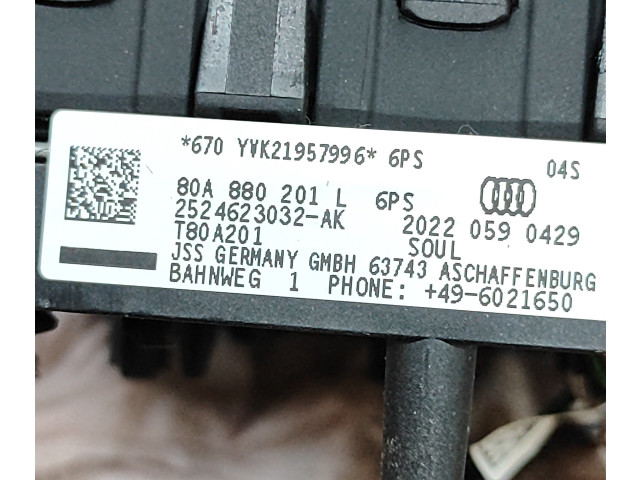 *670 YVK21957996* 6PS 04S
80A 880 201 L 6PS
2524623032-AK 2022 059 0429
T80A201 SOUL
JSS GERMANY GMBH 63743 ASCHAFFENBURG
BAHNWEG 1 PHONE: +49-6021650